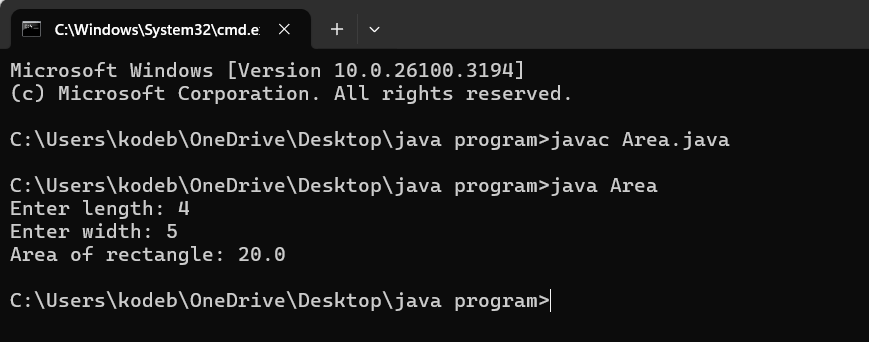 C:\Windows\System32\cmd.e
Microsoft Windows [Version 10.0.26100.3194]
(c) Microsoft Corporation. All rights reserved.
C:\Users\kodeb\OneDrive\Desktop\java program>javac Area.java
C:\Users\kodeb\OneDrive\Desktop\java program>java Area
Enter length: 4
Enter width: 5
Area of rectangle: 20.0
C:\Users\kodeb\OneDrive\Desktop\java program>